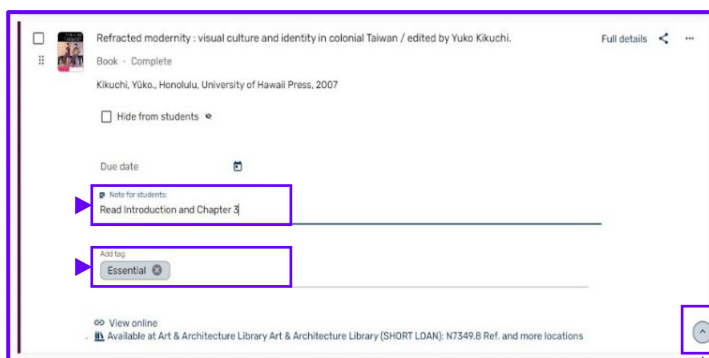 Refracted modernity : visual culture and identity in colonial Taiwan / edited by Yuko Kikuchi.
Full details
Book - Complete
Kikuchi, Yūko., Honolulu, University of Hawaii Press, 2007
Hide from students
Due date
Note for students:
Read Introduction and Chapter 3
Add tag
Essential
View online
Available at Art & Architecture Library Art & Architecture Library (SHORT LOAN): N7349.8 Ref. and more locations